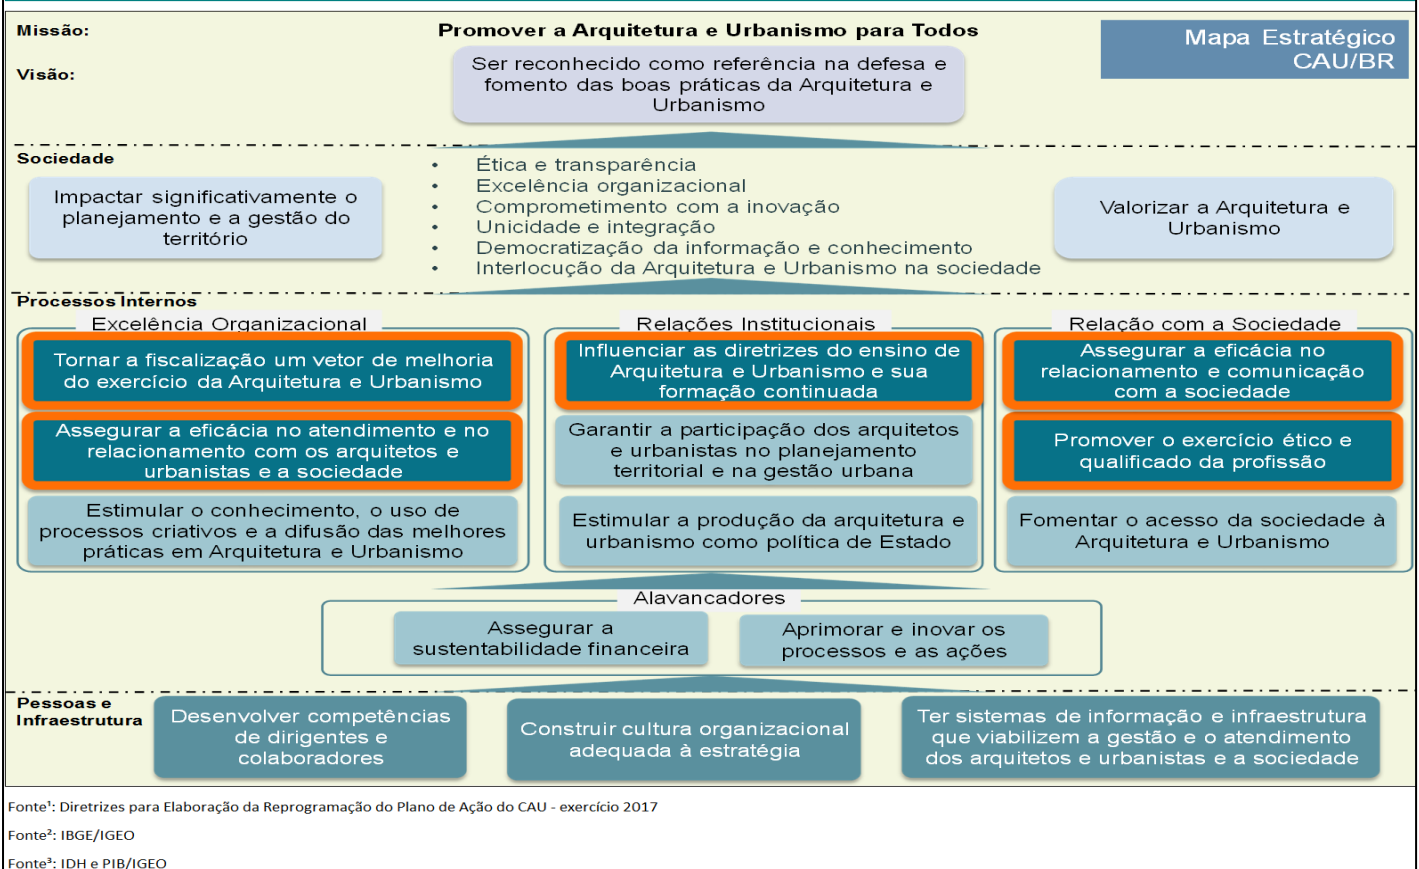 Missão:
Promover a Arquitetura e Urbanismo para Todos
Mapa Estratégico
CAU/BR
Visão:
Ser reconhecido como referência na defesa e
fomento das boas práticas da Arquitetura e
Urbanismo
Sociedade
Impactar significativamente o
planejamento e a gestão do
território
• Ética e transparência
• Excelência organizacional
• Comprometimento com a inovação
• Unicidade e integração
• Democratização da informação e conhecimento
• Interlocução da Arquitetura e Urbanismo na sociedade
Valorizar a Arquitetura e
Urbanismo
Processos Internos
Excelência Organizacional
Tornar a fiscalização um vetor de melhoria
do exercício da Arquitetura e Urbanismo
Assegurar a eficácia no atendimento e no
relacionamento com os arquitetos e
urbanistas e a sociedade
Estimular o conhecimento, o uso de
processos criativos e a difusão das melhores
práticas em Arquitetura e Urbanismo
Relações Institucionais
Influenciar as diretrizes do ensino de
Arquitetura e Urbanismo e sua
formação continuada
Garantir a participação dos arquitetos
e urbanistas no planejamento
territorial e na gestão urbana
Estimular a produção da arquitetura e
urbanismo como política de Estado
Relação com a Sociedade
Assegurar a eficácia no
relacionamento e comunicação
com a sociedade
Promover o exercício ético e
qualificado da profissão
Fomentar o acesso da sociedade à
Arquitetura e Urbanismo
Alavancadores
Assegurar a
sustentabilidade financeira
Aprimorar e inovar os
processos e as ações
Pessoas e
Infraestrutura
Desenvolver competências
de dirigentes e
colaboradores
Construir cultura organizacional
adequada à estratégia
Ter sistemas de informação e infraestrutura
que viabilizem a gestão e o atendimento
dos arquitetos e urbanistas e a sociedade
Fonte¹: Diretrizes para Elaboração da Reprogramação do Plano de Ação do CAU - exercício 2017
Fonte²: IBGE/IGEO
Fonte³: IDH e PIB/IGEO